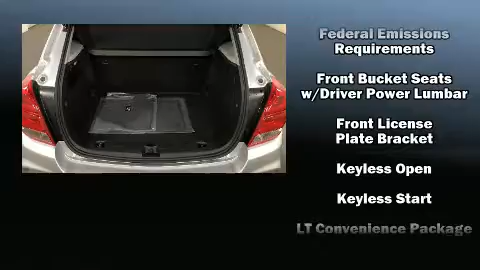 Federal Emissions
Requirements
Front Bucket Seats
w/Driver Power Lumbar
Front License
Plate Bracket
Keyless Open
Keyless Start
LT Convenience Package